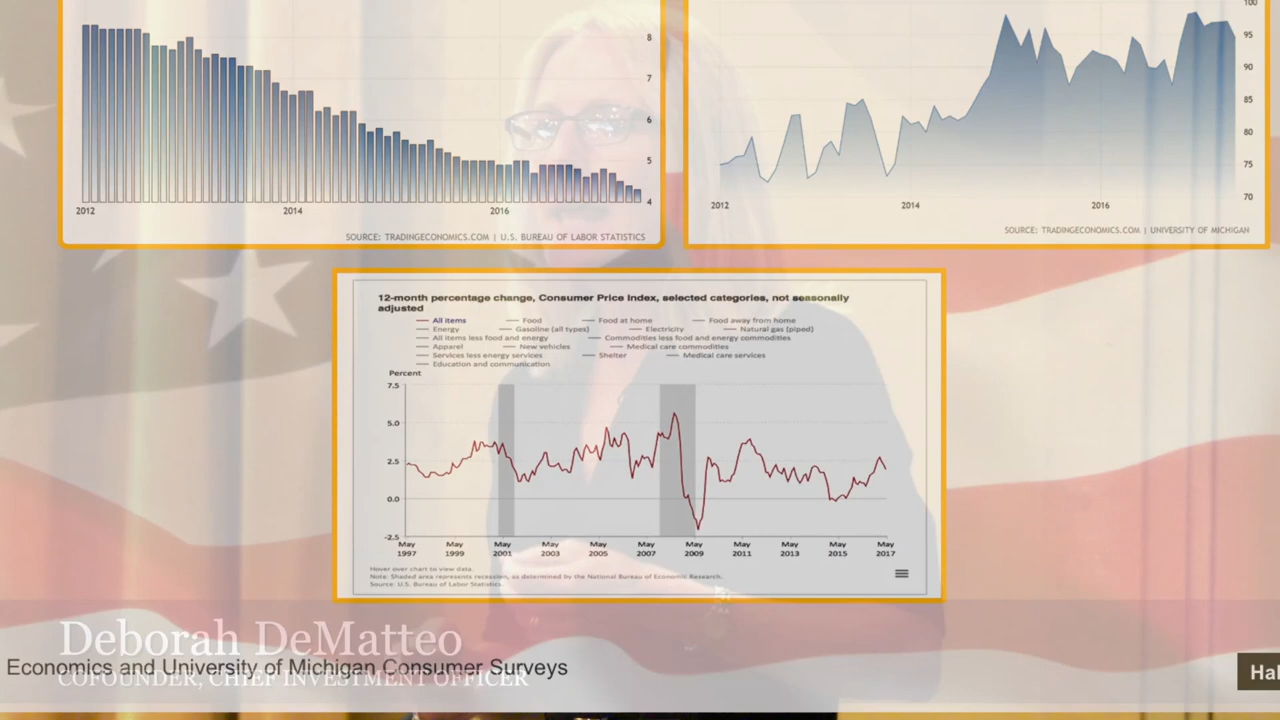 8
7
6
5
4
2012 2014 2016
SOURCE: TRADINGECONOMICS.COM | U.S. BUREAU OF LABOR STATISTICS
100
95
90
85
80
75
70
2012 2014 2016
SOURCE: TRADINGECONOMICS.COM | UNIVERSITY OF MICHIGAN
12-month percentage change, Consumer Price Index, selected categories, not seasonally
adjusted
All items Food Food at home Food away from home
Energy Gasoline (all types) Electricity Natural gas (piped)
All items less food and energy Commodities less food and energy commodities
Apparel New vehicles Medical care commodities
Services less energy services Shelter Medical care services
Education and communication
Percent
7.5
5.0
2.5
0.0
-2.5
May May May May May May May May May May May
1997 1999 2001 2003 2005 2007 2009 2011 2013 2015 2017
Hover over chart to view data.
Note: Shaded area represents recession, as determined by the National Bureau of Economic Research.
Source: U.S. Bureau of Labor Statistics.
Deborah DeMatteo
Economics and University of Michigan Consumer Surveys
COFOUNDER, CHIEF INVESTMENT OFFICER
Hal